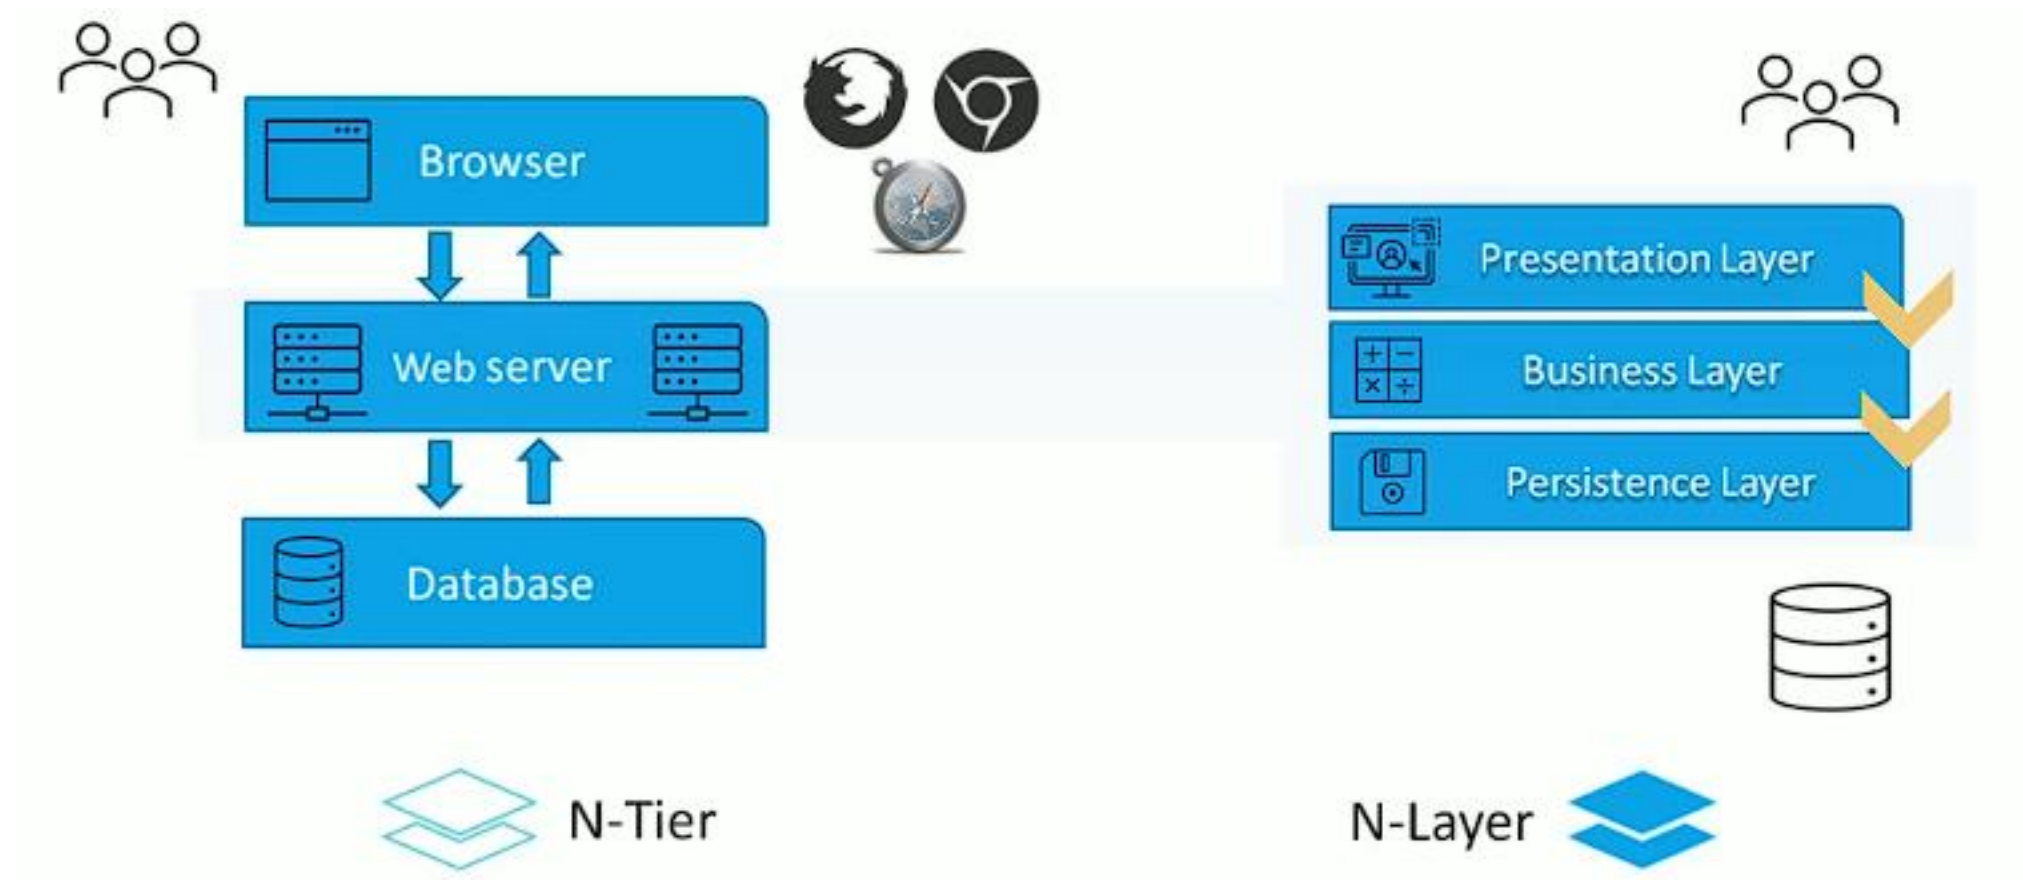 Browser
Web server
Database
N-Tier
Presentation Layer
Business Layer
Persistence Layer
N-Layer